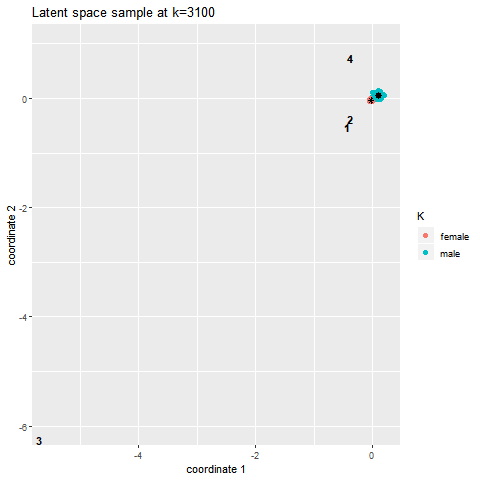 Latent space sample at k=3100
4
2
1
3
0
-2
-4
-6
coordinate 2
-4
-2
0
coordinate 1
K
female
male